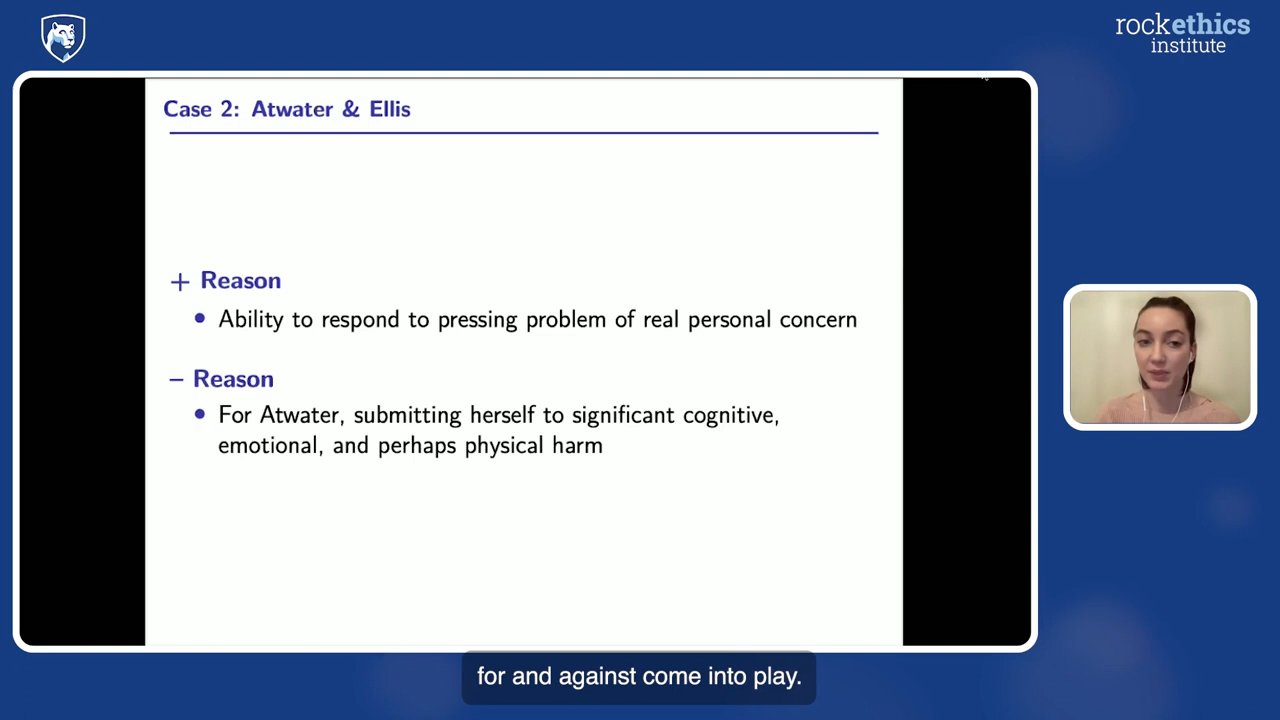 rockethics
institute
Case 2: Atwater & Ellis
+ Reason
• Ability to respond to pressing problem of real personal concern
– Reason
• For Atwater, submitting herself to significant cognitive,
emotional, and perhaps physical harm
for and against come into play.